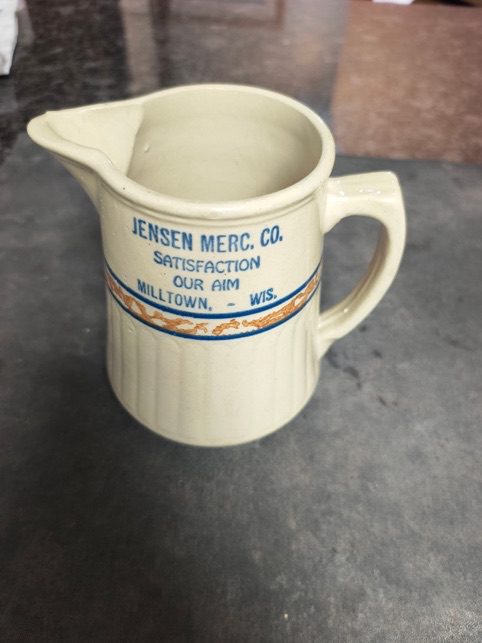 JENSEN MERC. CO.
SATISFACTION
OUR AIM
MILLTOWN, - WIS.